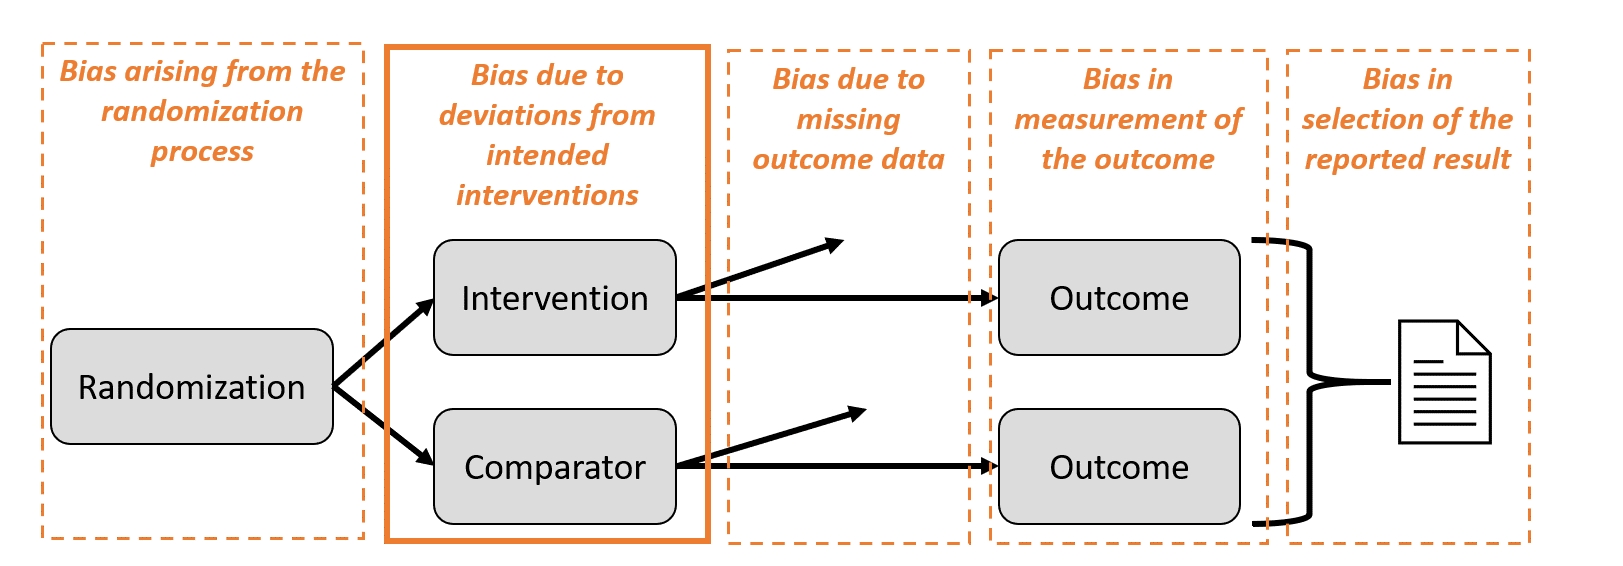 Bias arising from the
randomization
process
Bias due to
deviations from
intended
interventions
Bias due to
missing
outcome data
Bias in
measurement of
the outcome
Bias in
selection of the
reported result
Randomization
Intervention
Comparator
Outcome
Outcome